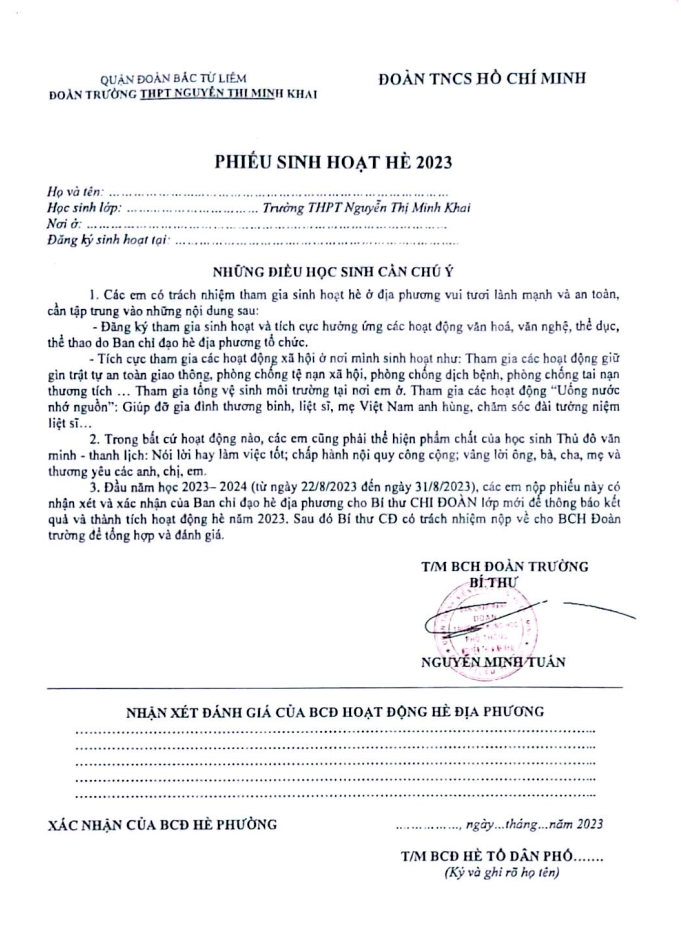 QUẬN ĐOÀN BẮC TỪ LIÊM
ĐOÀN TRƯỜNG THPT NGUYỄN THỊ MINH KHAI
ĐOÀN TNCS HỒ CHÍ MINH
PHIẾU SINH HOẠT HÈ 2023
Họ và tên: ……………………………………………………
Học sinh lớp: …………………………… Trường THPT Nguyễn Thị Minh Khai
Nơi ở: ……………………………………………………
Đăng ký sinh hoạt tại: ……………………………………………
NHỮNG ĐIỀU HỌC SINH CẦN CHÚ Ý
1. Các em có trách nhiệm tham gia sinh hoạt hè ở địa phương vui tươi lành mạnh và an toàn,
cần tập trung vào những nội dung sau:
- Đăng ký tham gia sinh hoạt và tích cực hưởng ứng các hoạt động văn hoá, văn nghệ, thể dục,
thể thao do Ban chỉ đạo hè địa phương tổ chức.
- Tích cực tham gia các hoạt động xã hội ở nơi mình sinh hoạt như: Tham gia các hoạt động giữ
gìn trật tự an toàn giao thông, phòng chống tệ nạn xã hội, phòng chống dịch bệnh, phòng chống tai nạn
thương tích … Tham gia tổng vệ sinh môi trường tại nơi em ở. Tham gia các hoạt động “Uống nước
nhớ nguồn”: Giúp đỡ gia đình thương binh, liệt sĩ, mẹ Việt Nam anh hùng, chăm sóc đài tưởng niệm
liệt sĩ…
2. Trong bất cứ hoạt động nào, các em cũng phải thể hiện phẩm chất của học sinh Thủ đô văn
minh - thanh lịch: Nói lời hay làm việc tốt; chấp hành nội quy công cộng; vâng lời ông, bà, cha, mẹ và
thương yêu các anh, chị, em.
3. Đầu năm học 2023– 2024 (từ ngày 22/8/2023 đến ngày 31/8/2023), các em nộp phiếu này có
nhận xét và xác nhận của Ban chỉ đạo hè địa phương cho Bí thư CHI ĐOÀN lớp mới để thông báo kết
quả và thành tích hoạt động hè năm 2023. Sau đó Bí thư CĐ có trách nhiệm nộp về cho BCH Đoàn
trường để tổng hợp và đánh giá.
T/M BCH ĐOÀN TRƯỜNG
BÍ THƯ
ĐOÀN
PHỔ THÔNG
NGUYỄN MINH TUẤN
NHẬN XÉT ĐÁNH GIÁ CỦA BCĐ HOẠT ĐỘNG HÈ ĐỊA PHƯƠNG
……………………………………………………………
……………………………………………………………
……………………………………………………………
……………………………………………………………
……………………………………………………………
XÁC NHẬN CỦA BCĐ HÈ PHƯỜNG
……………, ngày...tháng...năm 2023
T/M BCĐ HÈ TỔ DÂN PHỐ.......
(Ký và ghi rõ họ tên)